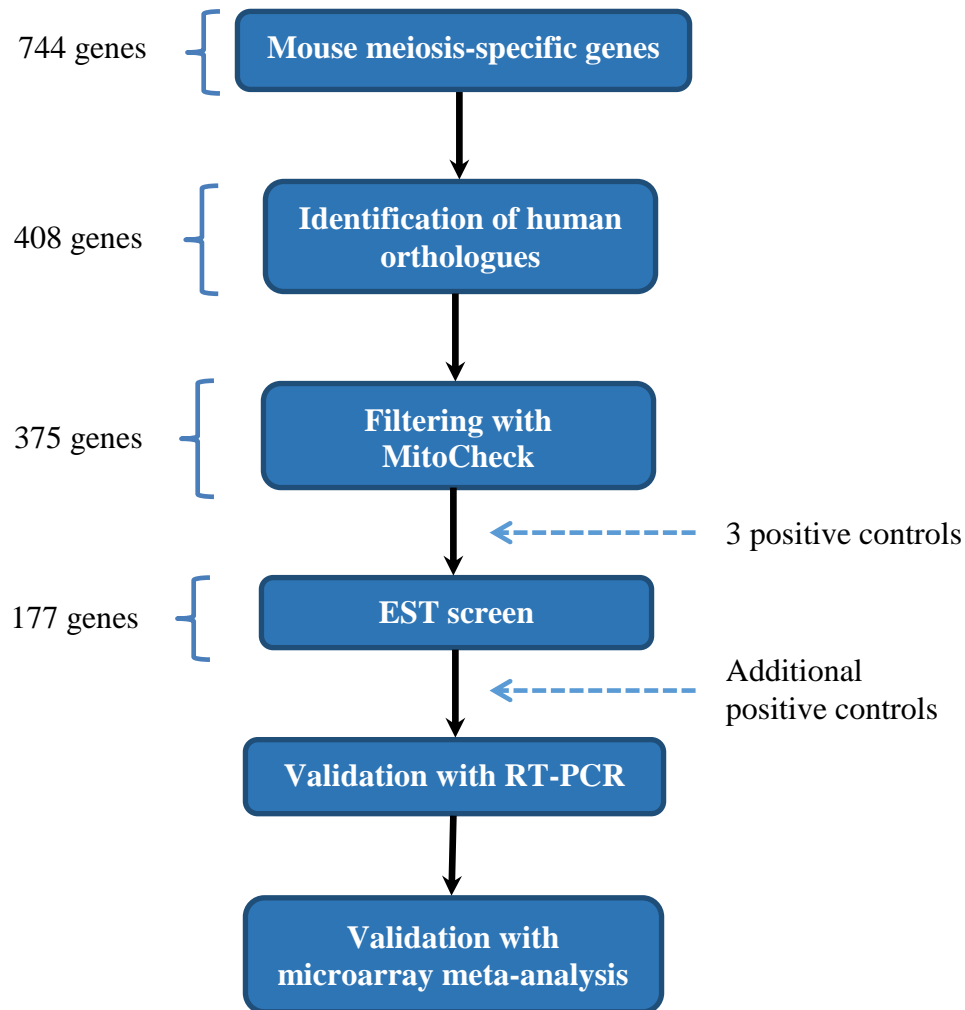 744 genes
Mouse meiosis-specific genes
408 genes
Identification of human
orthologues
375 genes
Filtering with
MitoCheck
3 positive controls
177 genes
EST screen
Additional
positive controls
Validation with RT-PCR
Validation with
microarray meta-analysis